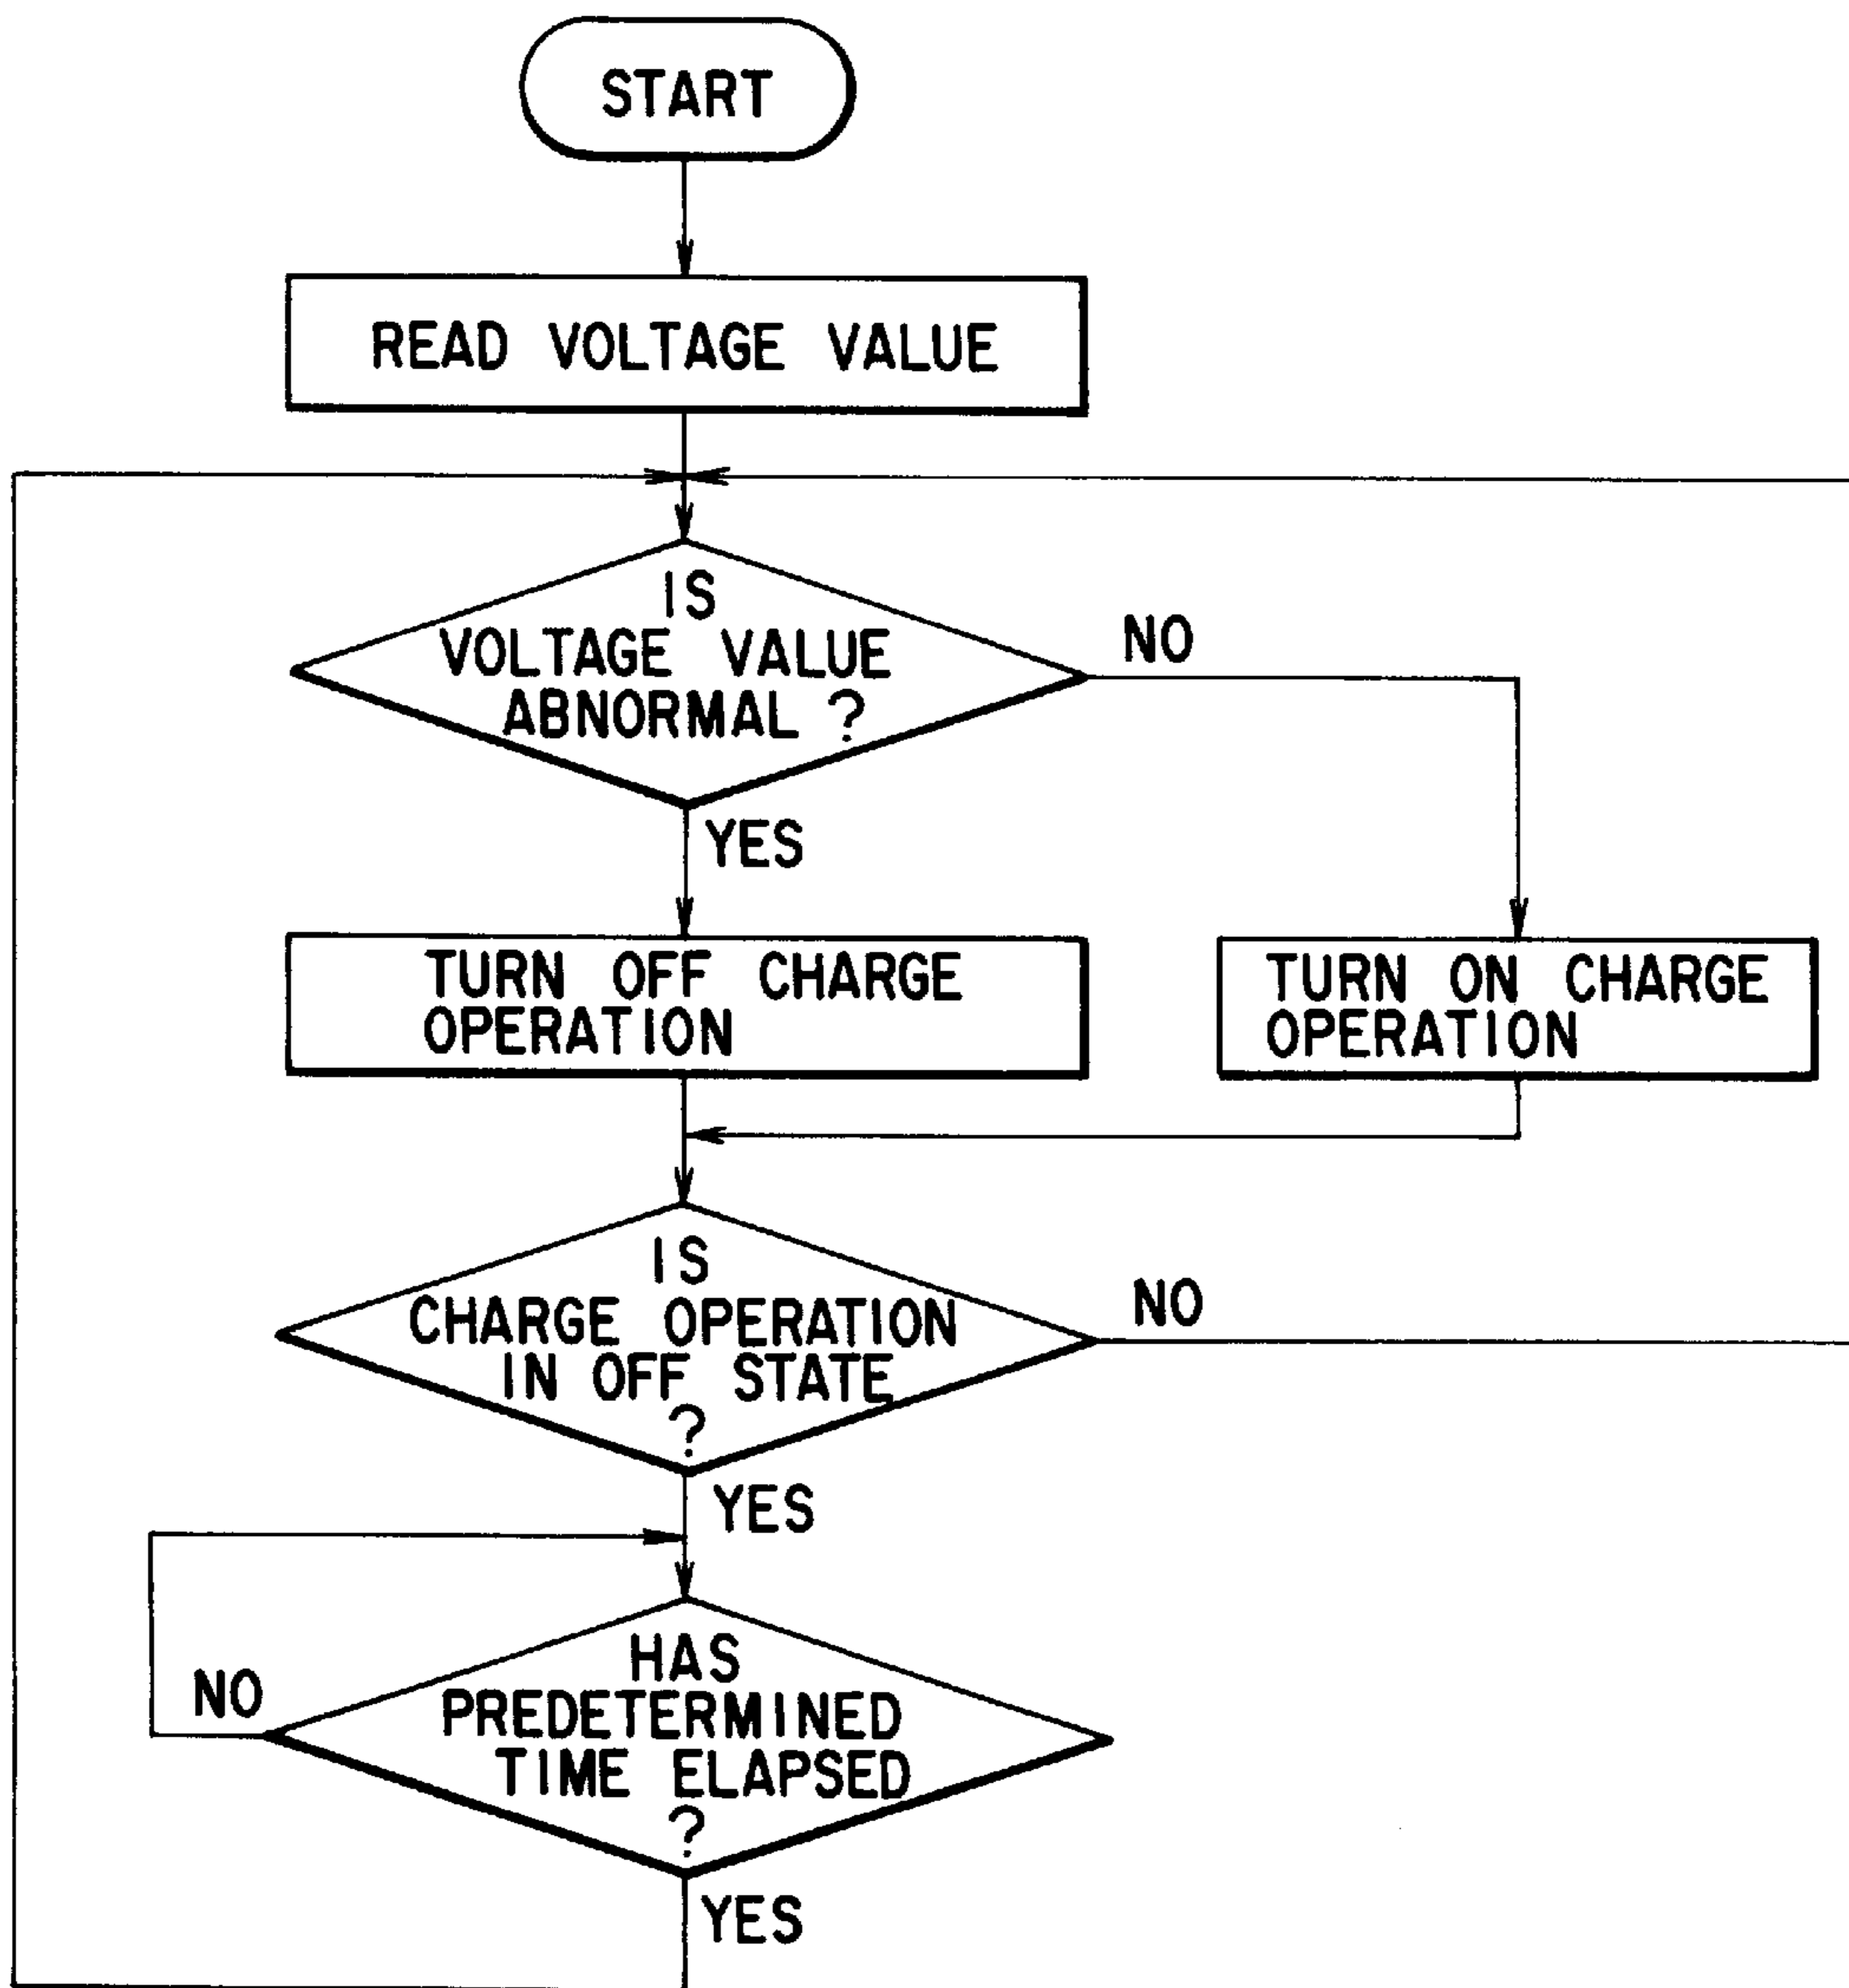 START
READ VOLTAGE VALUE
IS
VOLTAGE VALUE
ABNORMAL ?
NO
YES
TURN OFF CHARGE
OPERATION
TURN ON CHARGE
OPERATION
IS
CHARGE OPERATION
IN OFF STATE
?
NO
YES
HAS
PREDETERMINED
TIME ELAPSED
?
NO
YES